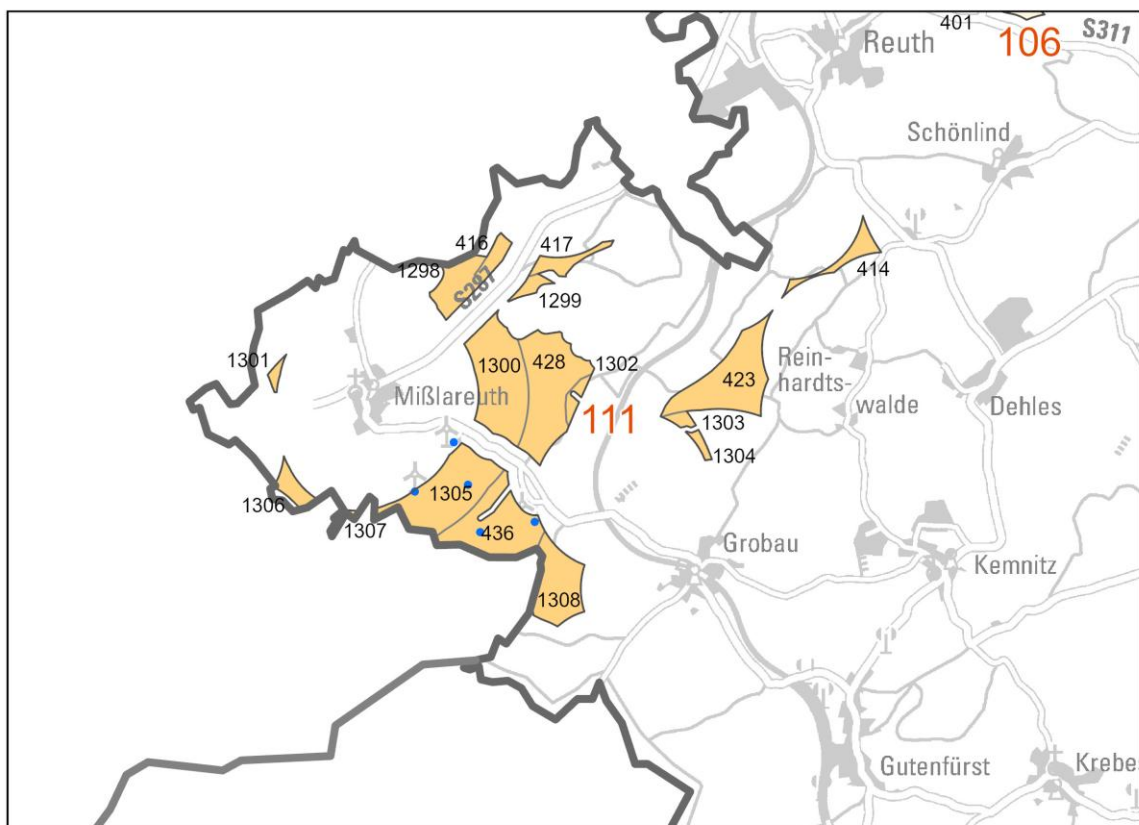 401
106
S311
Reuth
Schönlind
416
417
1298
S287
1299
414
1301
1300
428
1302
423
Rein-
hardts-
walde
Mißlareuth
111
1303
1304
Dehles
1305
1306
1307
436
Grobau
Kemnitz
1308
Gutenfürst
Krebes